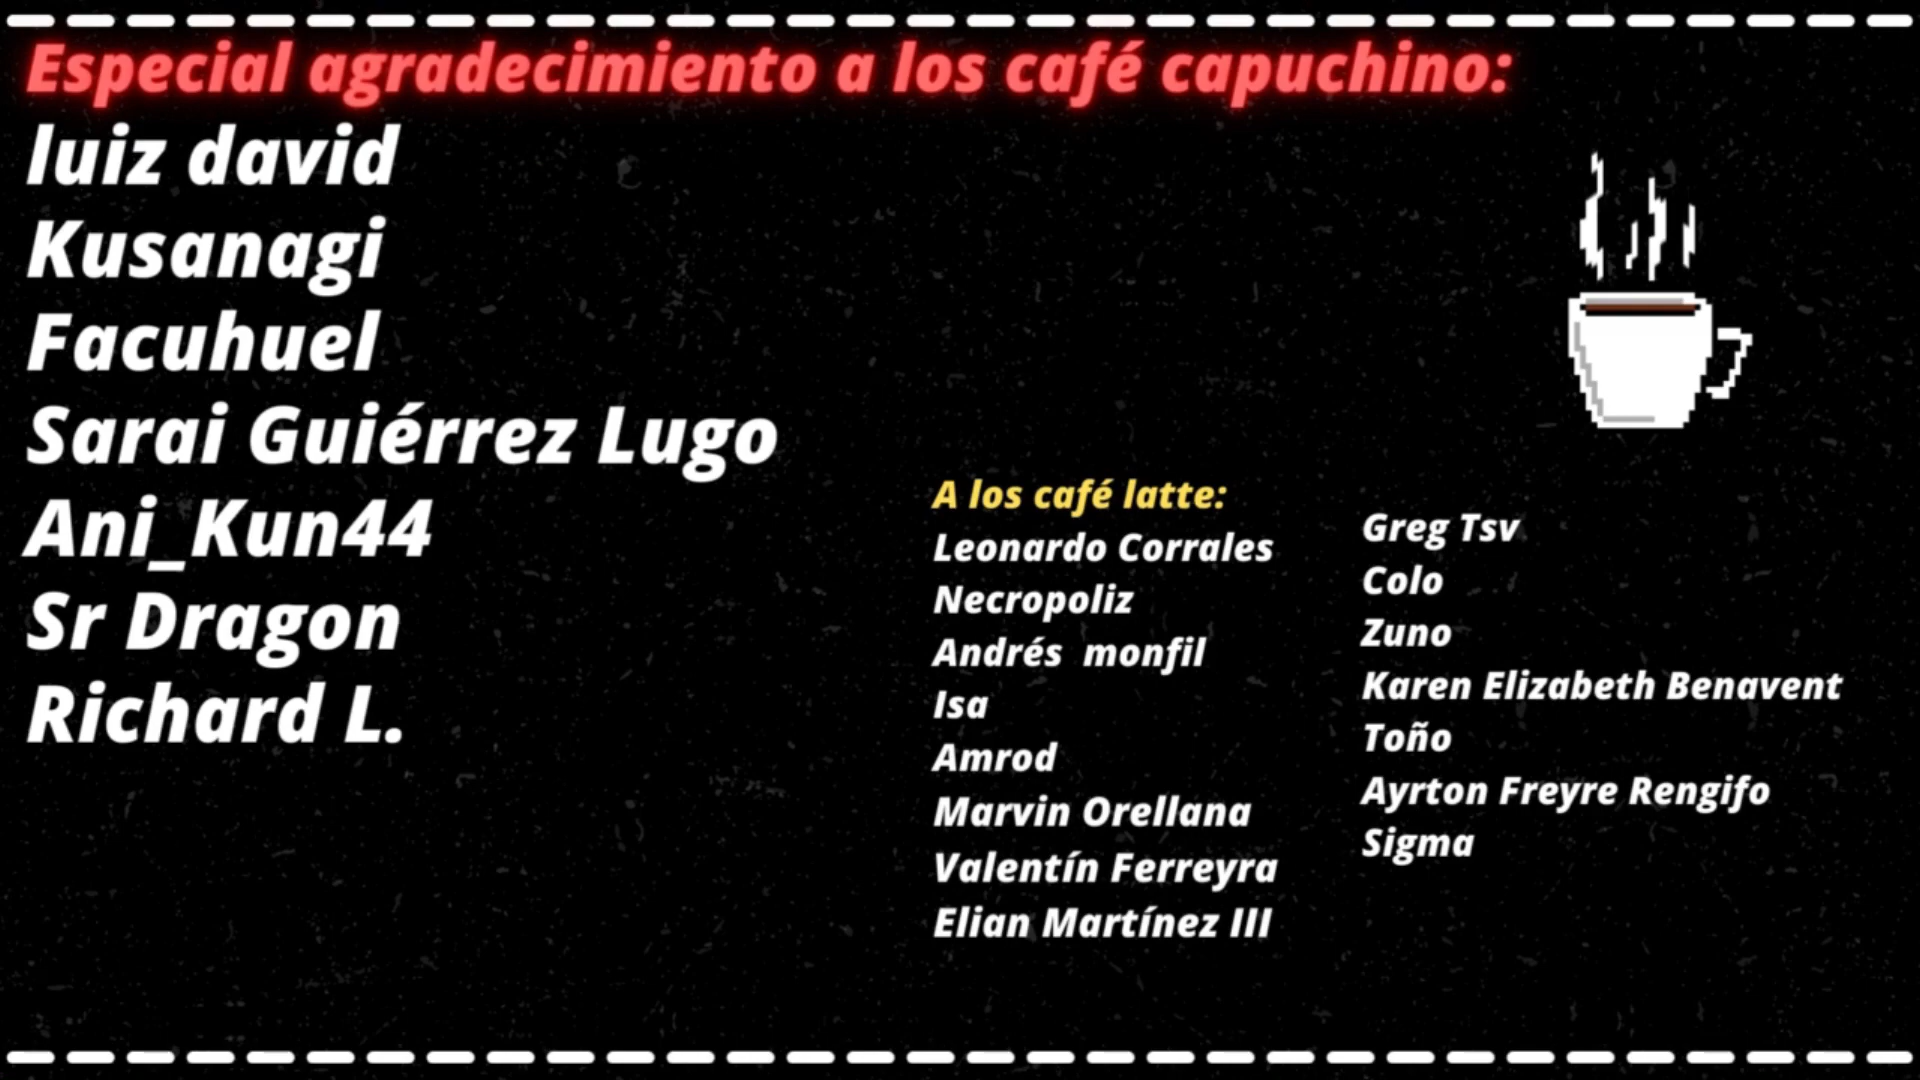 Especial agradecimiento a los café capuchino:
luiz david
Kusanagi
Facuhuel
Sarai Guiérrez Lugo
Ani_Kun44
Sr Dragon
Richard L.
A los café latte:
Leonardo Corrales
Necropoliz
Andrés  monfil
Isa
Amrod
Marvin Orellana
Valentín Ferreyra
Elian Martínez III
Greg Tsv
Colo
Zuno
Karen Elizabeth Benavent
Toño
Ayrton Freyre Rengifo
Sigma